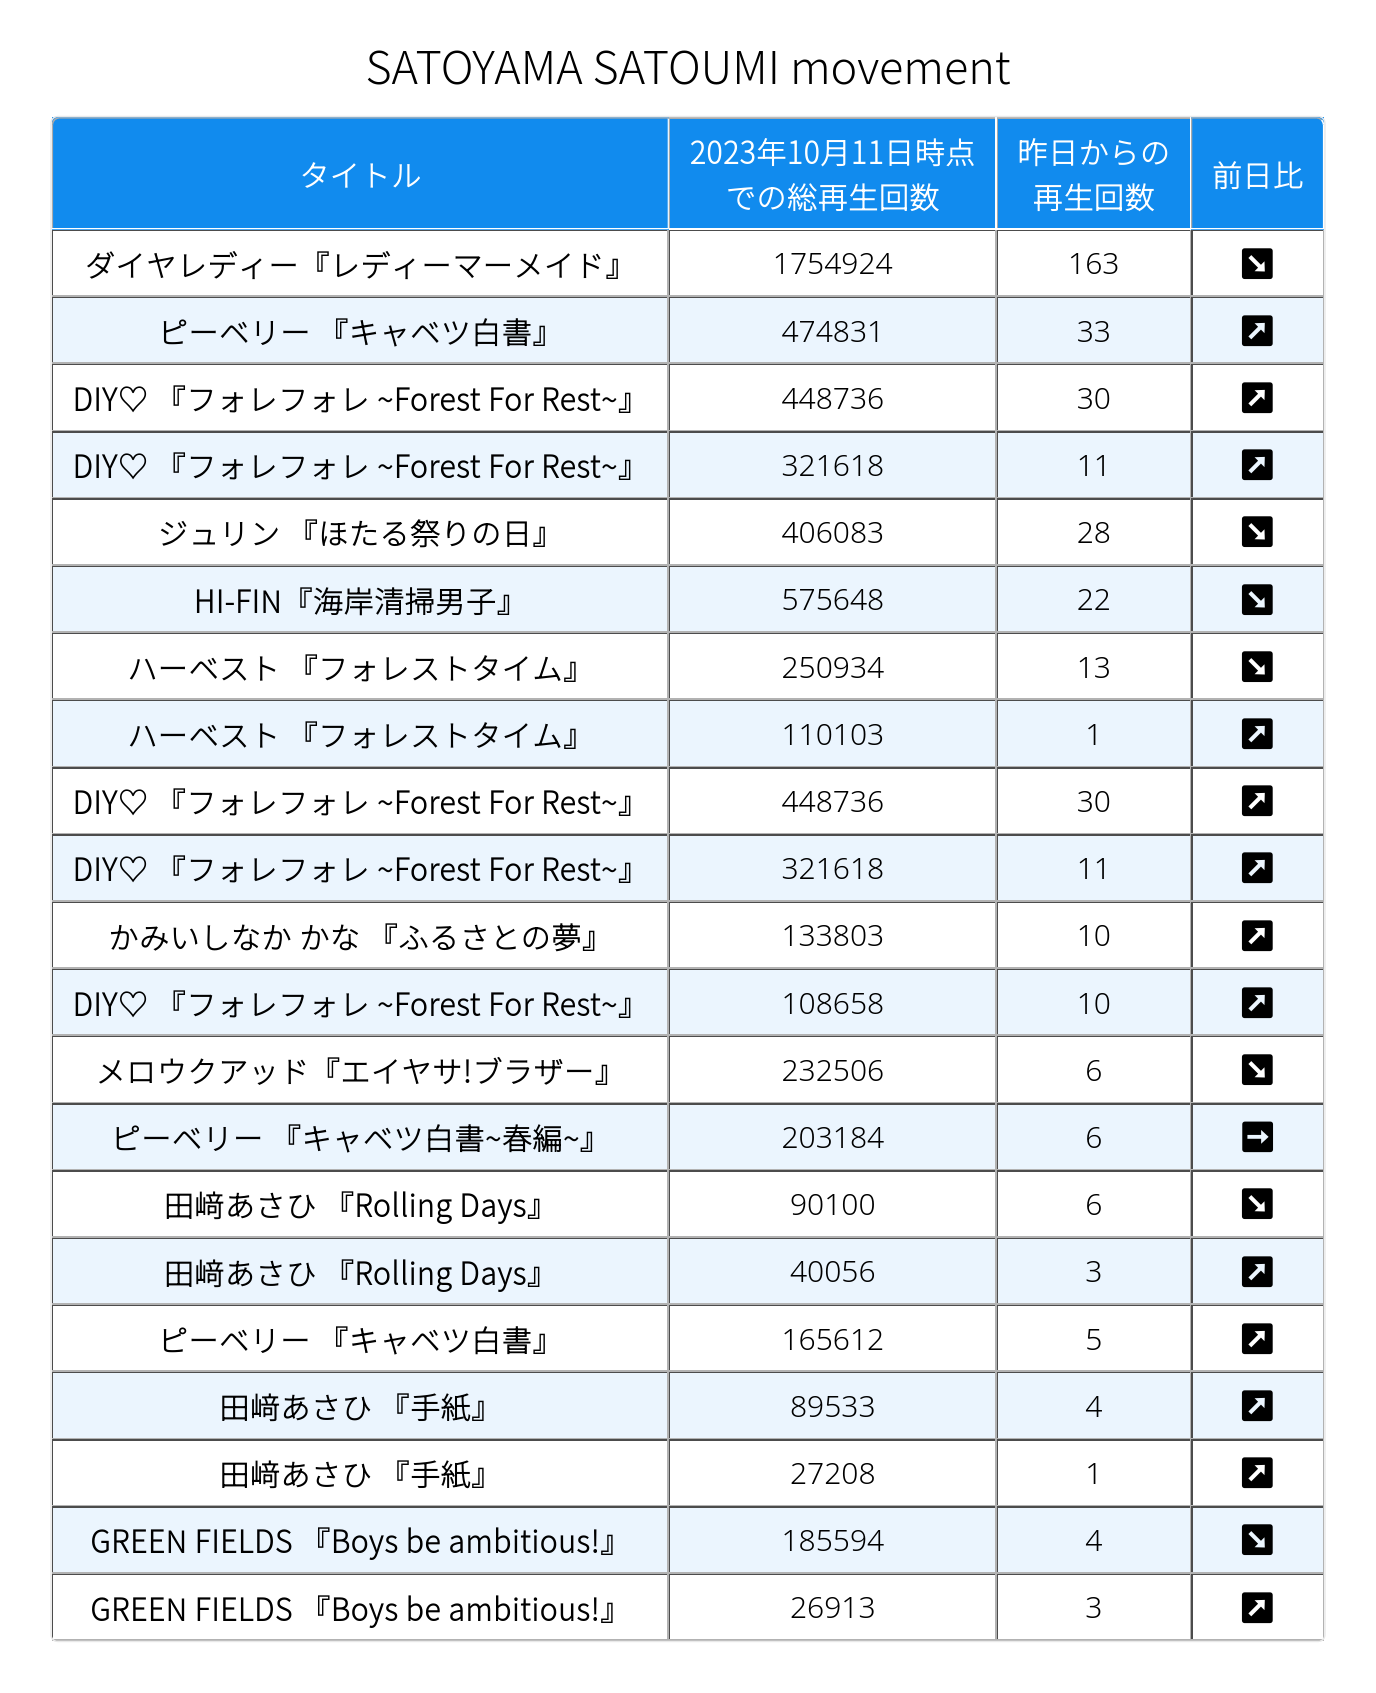 SATOYAMA SATOUMI movement
タイトル 2023年10月11日時点 での総再生回数 昨日からの 再生回数 前日比
ダイヤレディー『レディーマーメイド』 1754924 163 ↘
ピーベリー 『キャベツ白書』 474831 33 ↗
DIY♡ 『フォレフォレ ~Forest For Rest~』 448736 30 ↗
DIY♡ 『フォレフォレ ~Forest For Rest~』 321618 11 ↗
ジュリン 『ほたる祭りの日』 406083 28 ↘
HI-FIN『海岸清掃男子』 575648 22 ↘
ハーベスト 『フォレストタイム』 250934 13 ↘
ハーベスト 『フォレストタイム』 110103 1 ↗
DIY♡ 『フォレフォレ ~Forest For Rest~』 448736 30 ↗
DIY♡ 『フォレフォレ ~Forest For Rest~』 321618 11 ↗
かみいしなか かな 『ふるさとの夢』 133803 10 ↗
DIY♡ 『フォレフォレ ~Forest For Rest~』 108658 10 ↗
メロウクアッド『エイヤサ!ブラザー』 232506 6 ↘
ピーベリー 『キャベツ白書~春編~』 203184 6 →
田﨑あさひ 『Rolling Days』 90100 6 ↘
田﨑あさひ 『Rolling Days』 40056 3 ↗
ピーベリー 『キャベツ白書』 165612 5 ↗
田﨑あさひ 『手紙』 89533 4 ↗
田﨑あさひ 『手紙』 27208 1 ↗
GREEN FIELDS 『Boys be ambitious!』 185594 4 ↘
GREEN FIELDS 『Boys be ambitious!』 26913 3 ↗